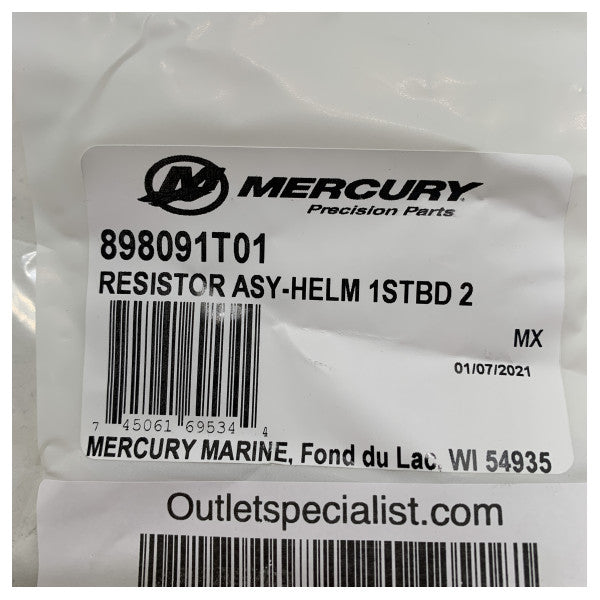 MERCURY
Precision Parts
898091T01
RESISTOR ASY-HELM 1STBD 2
MX
01/07/2021
7 45061 69534 4
MERCURY MARINE, Fond du Lac, WI 54935
Outletspecialist.com